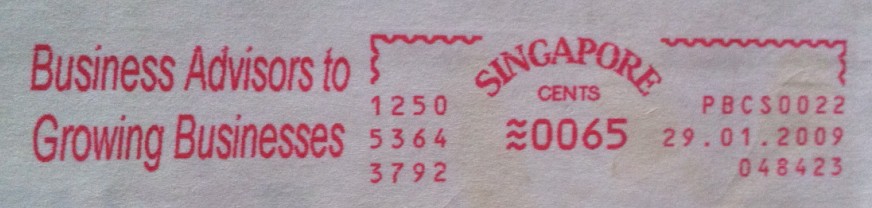 Business Advisors to
Growing Businesses
1250
5364
3792
SINGAPORE
CENTS
≋0065
PBCS0022
29.01.2009
048423